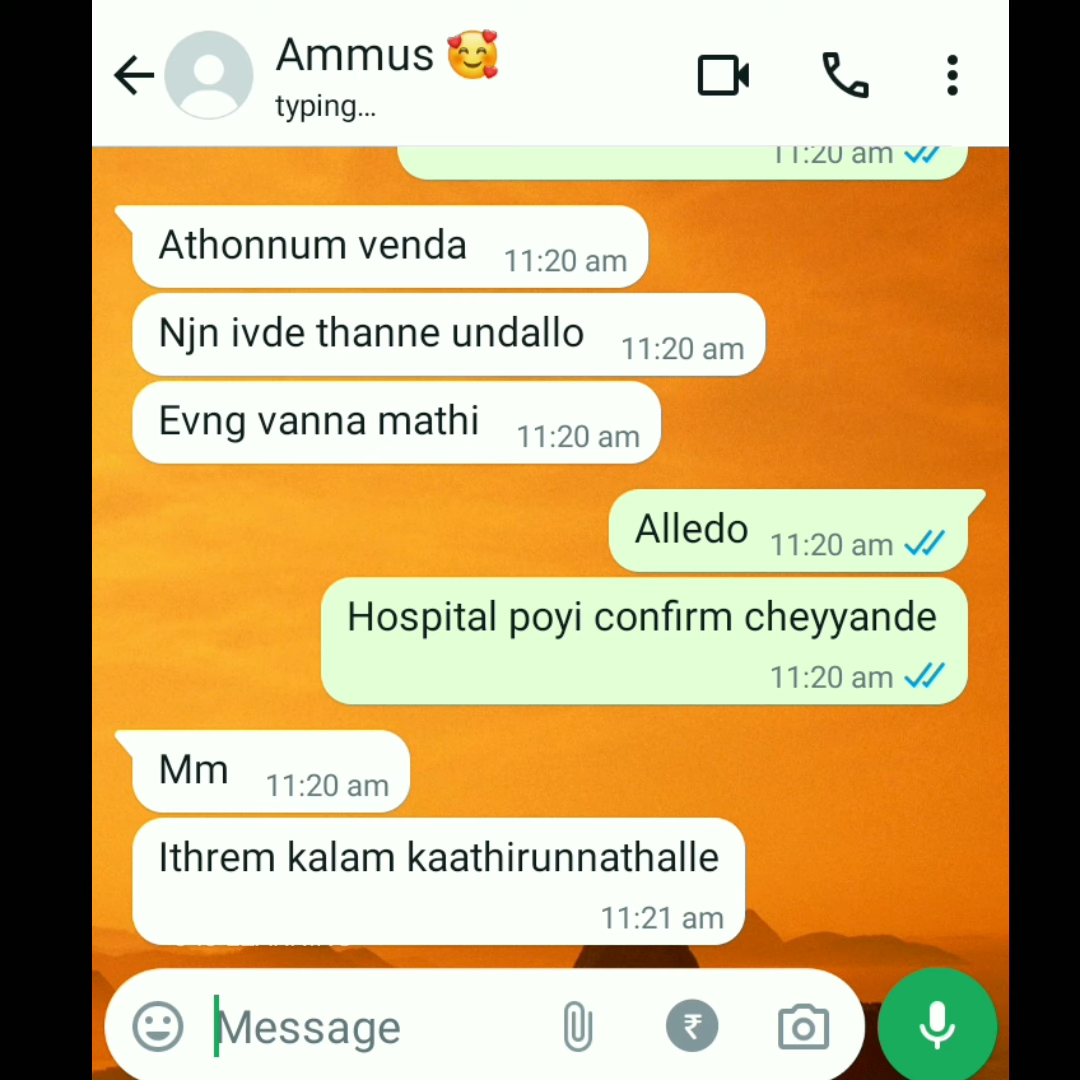 Ammus 🥰
typing...
11:20 am
Athonnum venda 11:20 am
Njn ivde thanne undallo 11:20 am
Evng vanna mathi 11:20 am
Alledo 11:20 am
Hospital poyi confirm cheyyande
11:20 am
Mm 11:20 am
Ithrem kalam kaathirunnathalle
11:21 am
Message